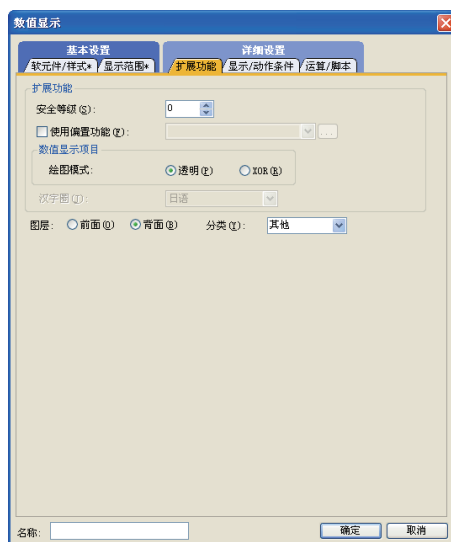 数值显示
基本设置 详细设置
软元件/样式* 显示范围* 扩展功能 显示/动作条件 运算/脚本
扩展功能
安全等级(S): 0
使用偏置功能(F): ...
数值显示项目
绘图模式: 透明(P) XOR(R)
汉字圈(J): 日语
图层: 前面(O) 背面(B) 分类(Y): 其他
名称: 确定 取消